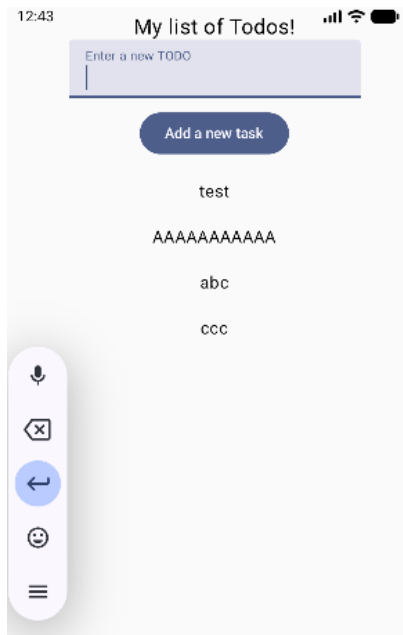 12:43
My list of Todos!
Enter a new TODO
Add a new task
test
AAAAAAAAAAA
abc
ccc